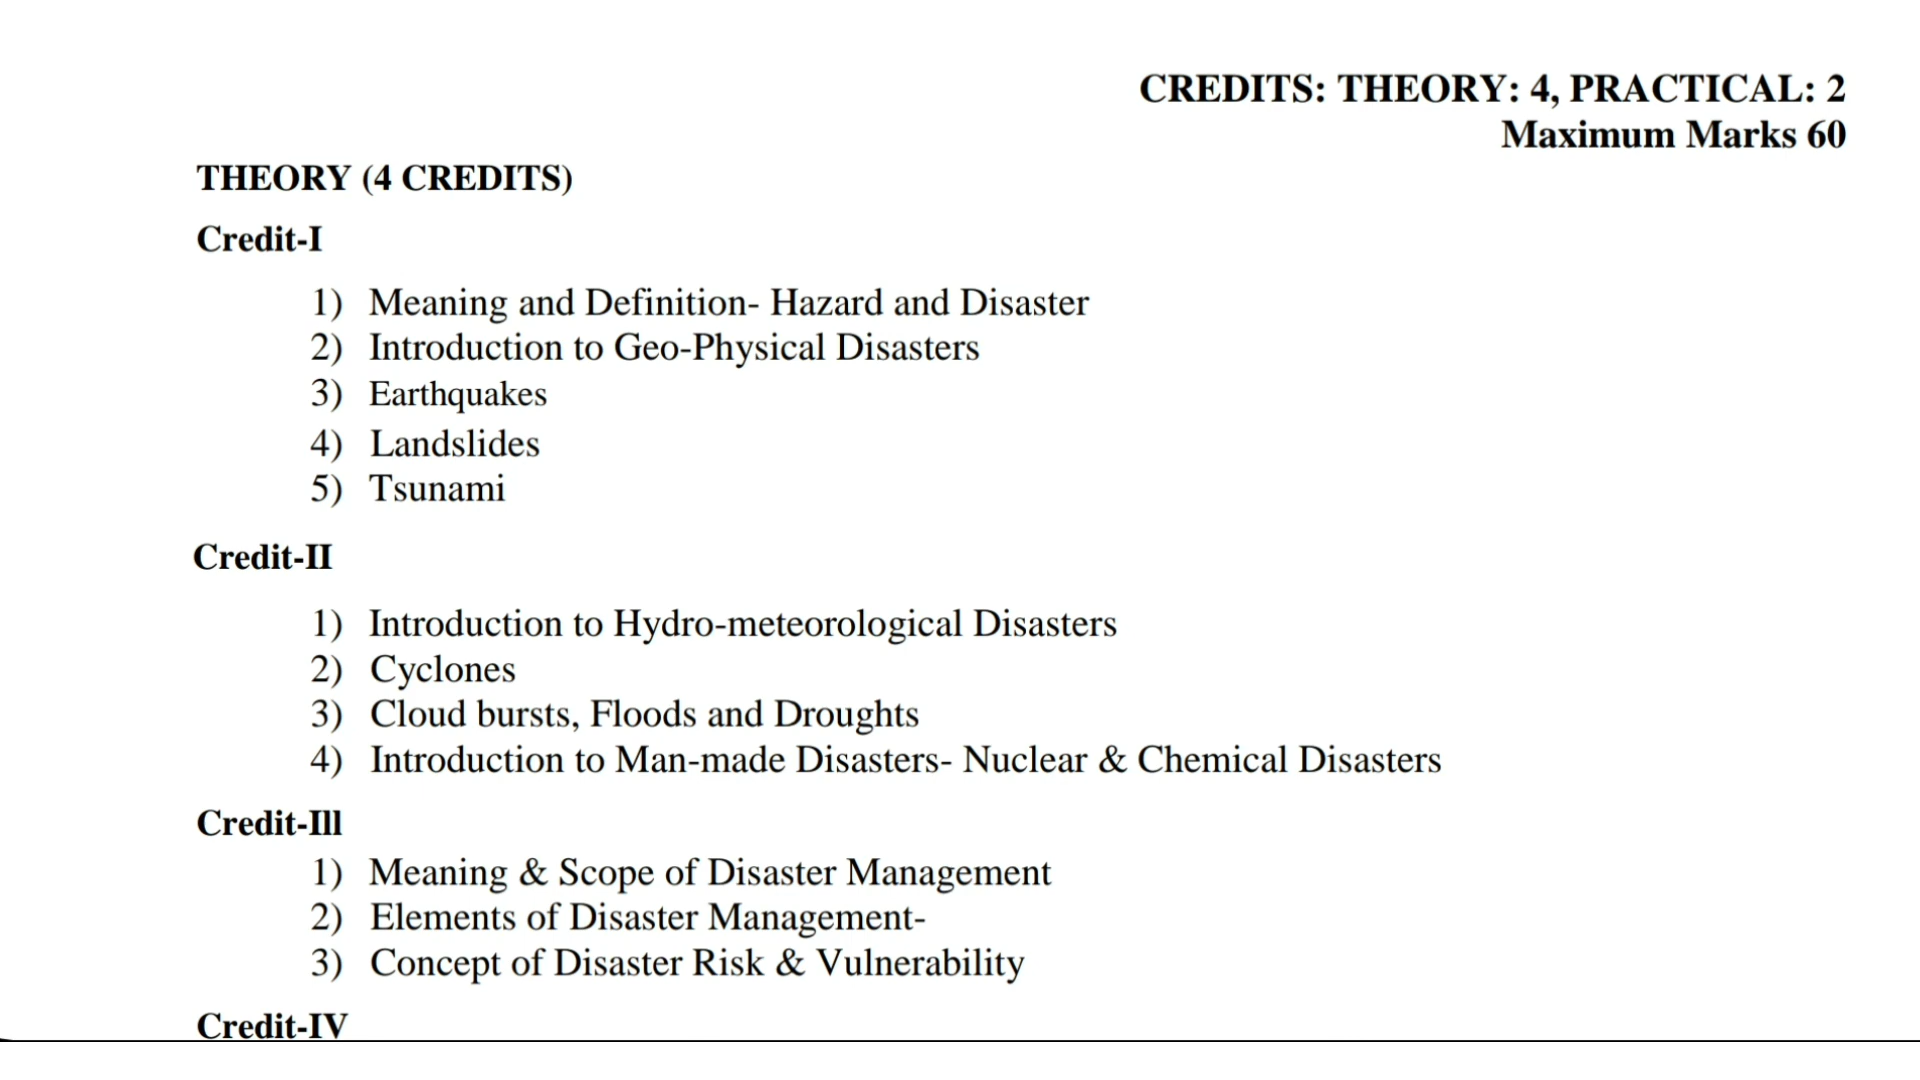 CREDITS: THEORY: 4, PRACTICAL: 2
Maximum Marks 60
THEORY (4 CREDITS)
Credit-I
1) Meaning and Definition- Hazard and Disaster
2) Introduction to Geo-Physical Disasters
3) Earthquakes
4) Landslides
5) Tsunami
Credit-II
1) Introduction to Hydro-meteorological Disasters
2) Cyclones
3) Cloud bursts, Floods and Droughts
4) Introduction to Man-made Disasters- Nuclear & Chemical Disasters
Credit-Ill
1) Meaning & Scope of Disaster Management
2) Elements of Disaster Management-
3) Concept of Disaster Risk & Vulnerability
Credit-IV